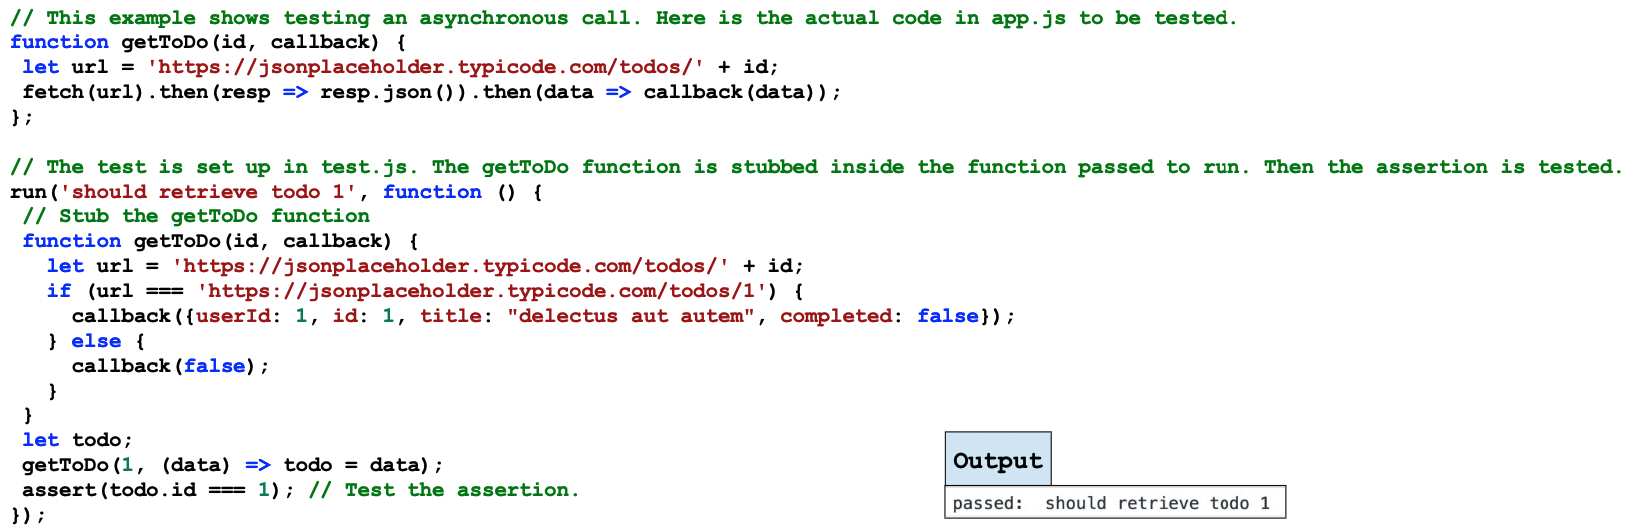 // This example shows testing an asynchronous call. Here is the actual code in app.js to be tested.
function getToDo(id, callback) {
 let url = 'https://jsonplaceholder.typicode.com/todos/' + id;
 fetch(url).then(resp => resp.json()).then(data => callback(data));
};

// The test is set up in test.js. The getToDo function is stubbed inside the function passed to run. Then the assertion is tested.
run('should retrieve todo 1', function () {
 // Stub the getToDo function
 function getToDo(id, callback) {
   let url = 'https://jsonplaceholder.typicode.com/todos/' + id;
   if (url === 'https://jsonplaceholder.typicode.com/todos/1') {
     callback({userId: 1, id: 1, title: "delectus aut autem", completed: false});
   } else {
     callback(false);
   }
 }
 let todo;
 getToDo(1, (data) => todo = data);
 assert(todo.id === 1); // Test the assertion.
});
Output
passed:  should retrieve todo 1